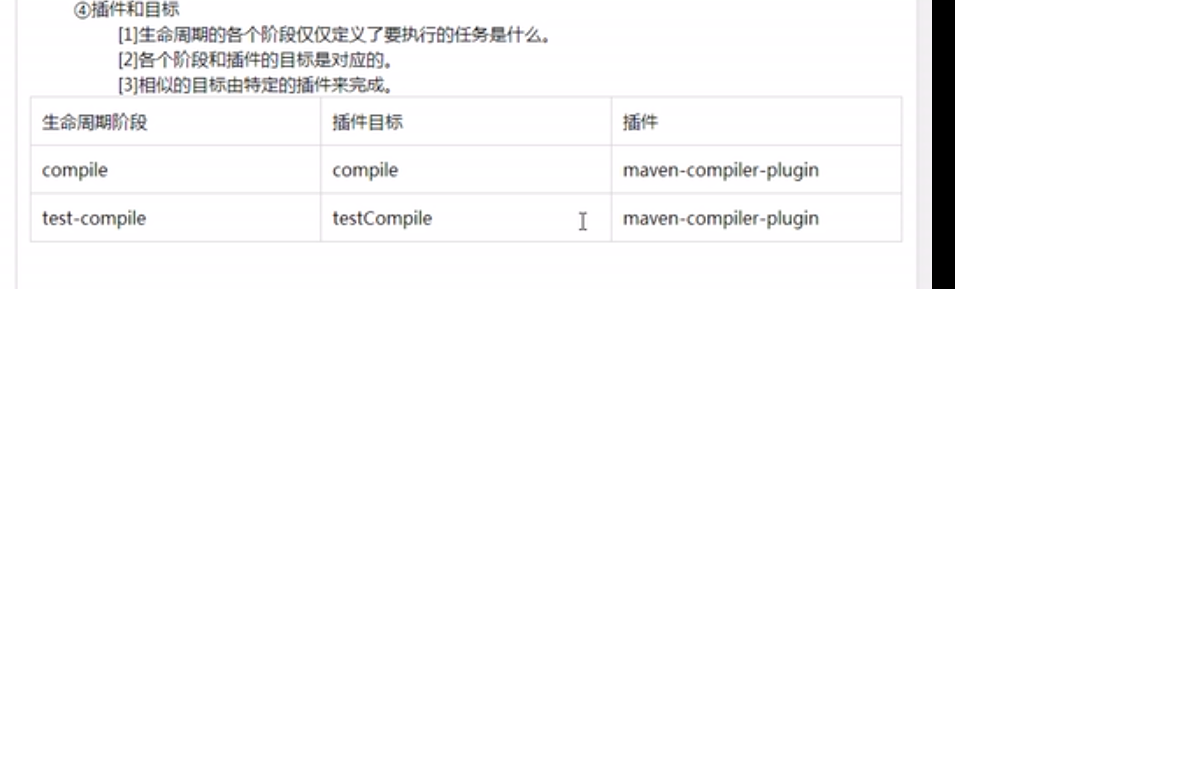 ④插件和目标
[1]生命周期的各个阶段仅仅定义了要执行的任务是什么。
[2]各个阶段和插件的目标是对应的。
[3]相似的目标由特定的插件来完成。
生命周期阶段 插件目标 插件
compile compile maven-compiler-plugin
test-compile testCompile maven-compiler-plugin